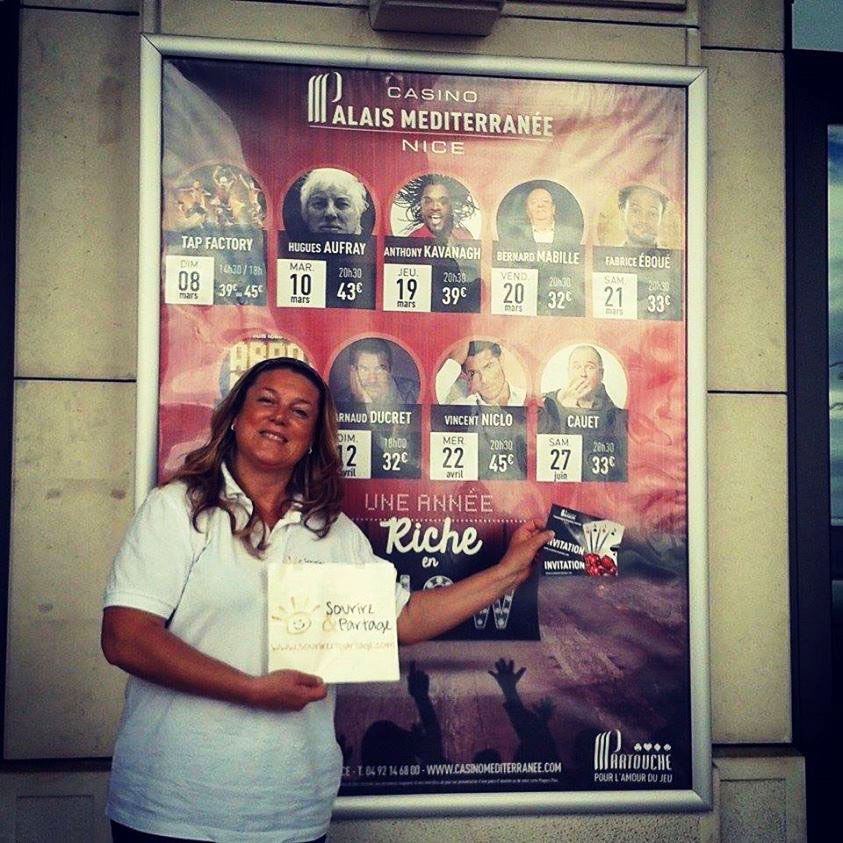 CASINO
PALAIS MEDITERRANÉE
NICE
TAP FACTORY
DIM. 14h30 / 18h
08 mars 39€ ou 45€
HUGUES AUFRAY
MAR. 20h30
10 mars 43€
ANTHONY KAVANAGH
JEU. 20h30
19 mars 39€
BERNARD MABILLE
VEND. 20h30
20 mars 32€
FABRICE ÉBOUÉ
SAM. 20h30
21 mars 33€
ARNAUD DUCRET
DIM. 18h00
12 avril 32€
VINCENT NICLO
MER. 20h30
22 avril 45€
CAUET
SAM. 20h30
27 juin 33€
UNE ANNÉE
Riche
en
INVITATION
INVITATION
Sourire
& Partage
www.sourireetpartage.com
CE - T. 04 92 14 68 00 - WWW.CASINOMEDITERRANEE.COM
PARTOUCHE
POUR L'AMOUR DU JEU